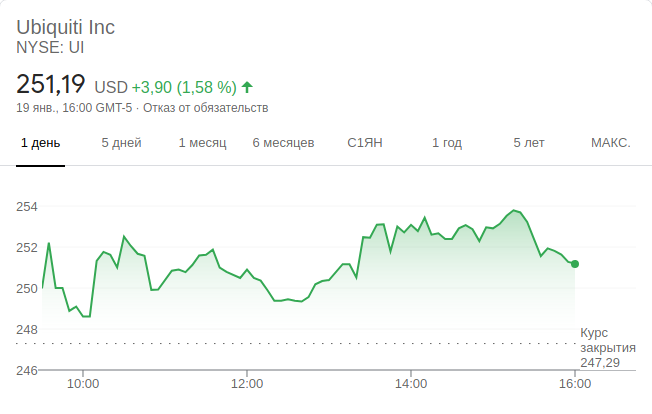 Ubiquiti Inc
NYSE: UI
251,19 USD +3,90 (1,58 %)
19 янв., 16:00 GMT-5 · Отказ от обязательств
1 день 5 дней 1 месяц 6 месяцев С1ЯН 1 год 5 лет МАКС.
254
252
250
248
Курс
закрытия
247,29
246
10:00 12:00 14:00 16:00